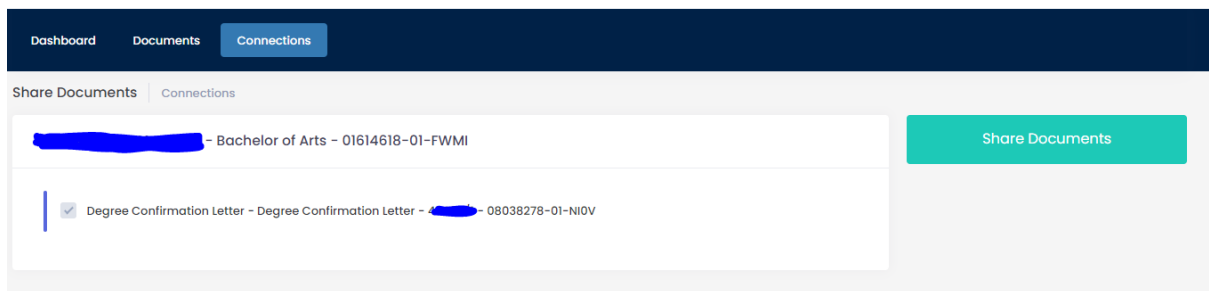 Dashboard Documents Connections
Share Documents Connections
- Bachelor of Arts - 01614618-01-FWMI
Share Documents
Degree Confirmation Letter - Degree Confirmation Letter - 4 - 08038278-01-NI0V